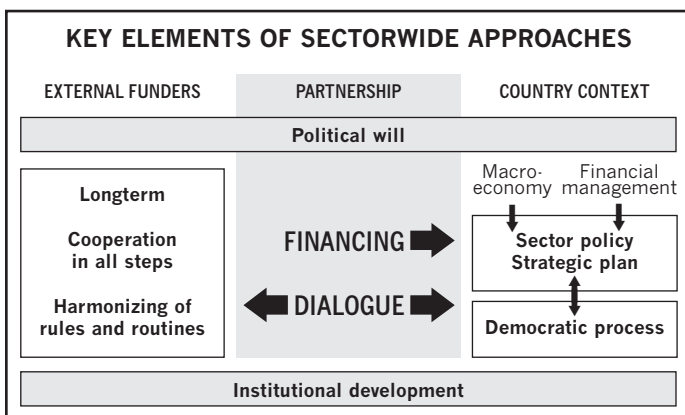 KEY ELEMENTS OF SECTORWIDE APPROACHES
EXTERNAL FUNDERS
PARTNERSHIP
COUNTRY CONTEXT
Political will
Longterm
Cooperation
in all steps
Harmonizing of
rules and routines
FINANCING
DIALOGUE
Macro-
economy
Financial
management
Sector policy
Strategic plan
Democratic process
Institutional development